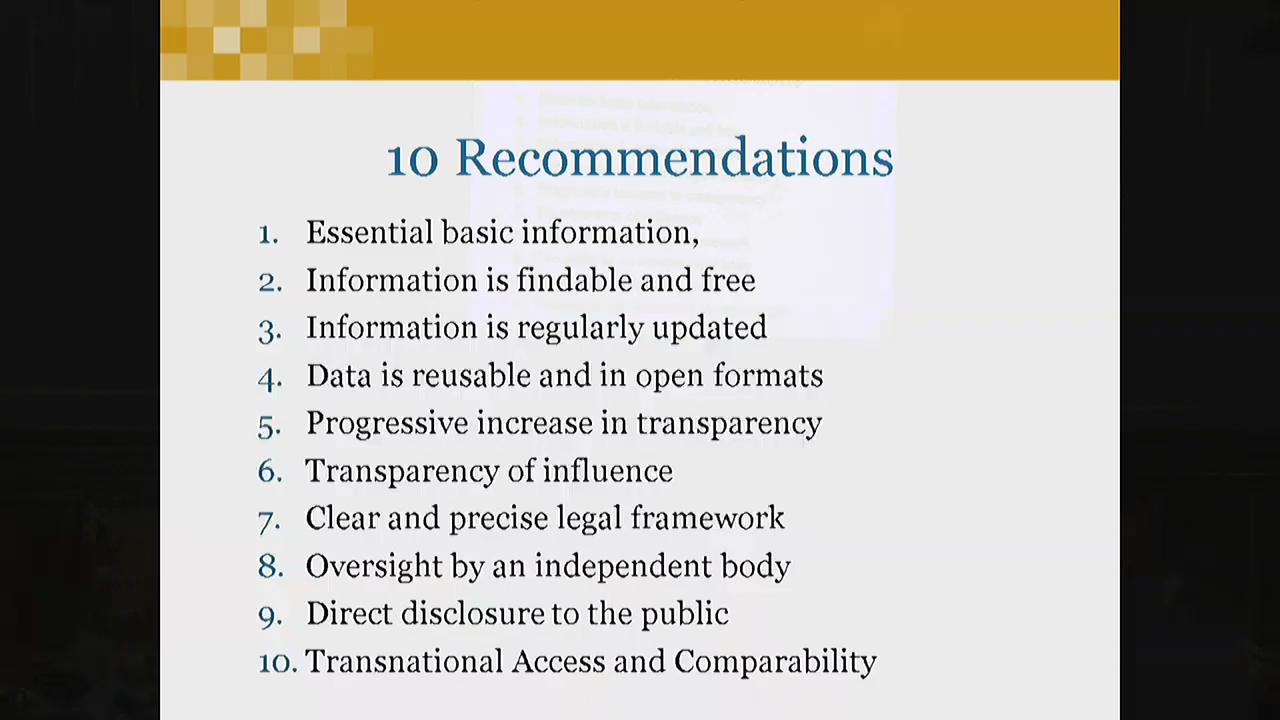 10 Recommendations
1. Essential basic information,
2. Information is findable and free
3. Information is regularly updated
4. Data is reusable and in open formats
5. Progressive increase in transparency
6. Transparency of influence
7. Clear and precise legal framework
8. Oversight by an independent body
9. Direct disclosure to the public
10. Transnational Access and Comparability